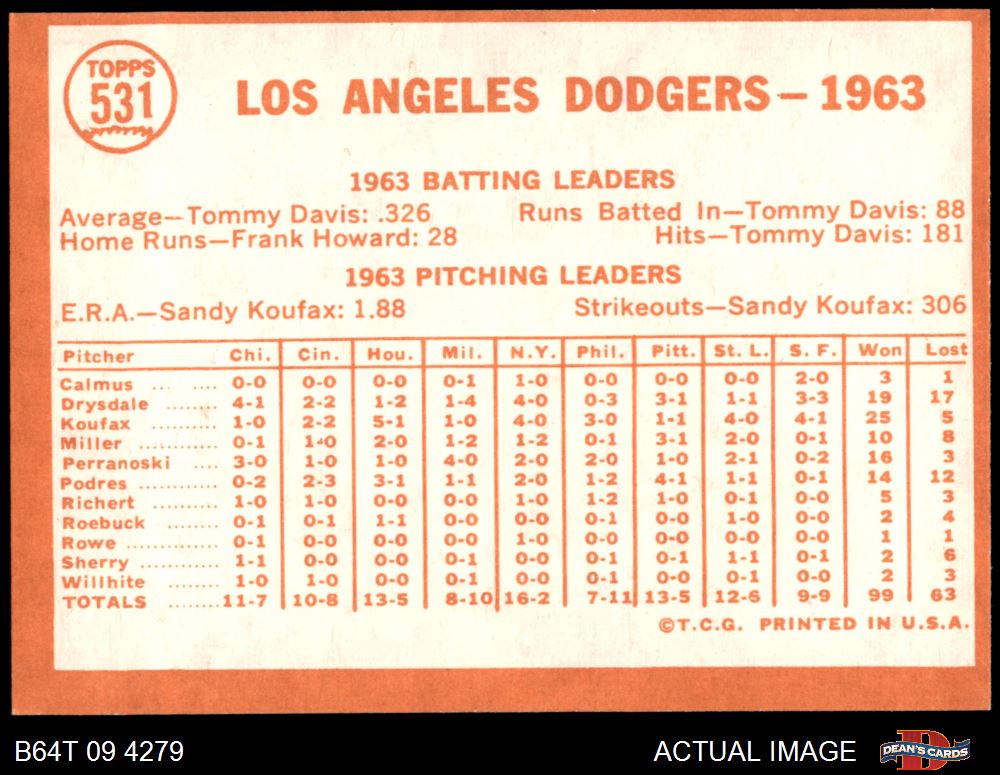 TOPPS
531
LOS ANGELES DODGERS — 1963
1963 BATTING LEADERS
Average—Tommy Davis: .326 Runs Batted In—Tommy Davis: 88
Home Runs—Frank Howard: 28 Hits—Tommy Davis: 181
1963 PITCHING LEADERS
E.R.A.—Sandy Koufax: 1.88 Strikeouts—Sandy Koufax: 306
Pitcher Chi. Cin. Hou. Mil. N.Y. Phil. Pitt. St. L. S. F. Won Lost
Calmus ... .... 0-0 0-0 0-0 0-1 1-0 0-0 0-0 0-0 2-0 3 1
Drysdale ........ 4-1 2-2 1-2 1-4 4-0 0-3 3-1 1-1 3-3 19 17
Koufax ......... 1-0 2-2 5-1 1-0 4-0 3-0 1-1 4-0 4-1 25 5
Miller ............ 0-1 1-0 2-0 1-2 1-2 0-1 3-1 2-0 0-1 10 8
Perranoski .... 3-0 1-0 1-0 4-0 2-0 2-0 1-0 2-1 0-2 16 3
Podres ........... 0-2 2-3 3-1 1-1 2-0 1-2 4-1 1-1 0-1 14 12
Richert ......... 1-0 1-0 0-0 0-0 1-0 1-2 1-0 0-1 0-0 5 3
Roebuck ........ 0-1 0-1 1-1 0-0 0-0 0-1 0-0 1-0 0-0 2 4
Rowe ............. 0-1 0-0 0-0 0-0 1-0 0-0 0-0 0-0 0-0 1 1
Sherry ........... 1-1 0-0 0-0 0-1 0-0 0-1 0-1 1-1 0-1 2 6
Willhite ........ 1-0 1-0 0-0 0-1 0-0 0-1 0-0 0-1 0-0 2 3
TOTALS ........ 11-7 10-8 13-5 8-10 16-2 7-11 13-5 12-6 9-9 99 63
©T.C.G. PRINTED IN U.S.A.
B64T 09 4279 ACTUAL IMAGE DEAN'S CARDS